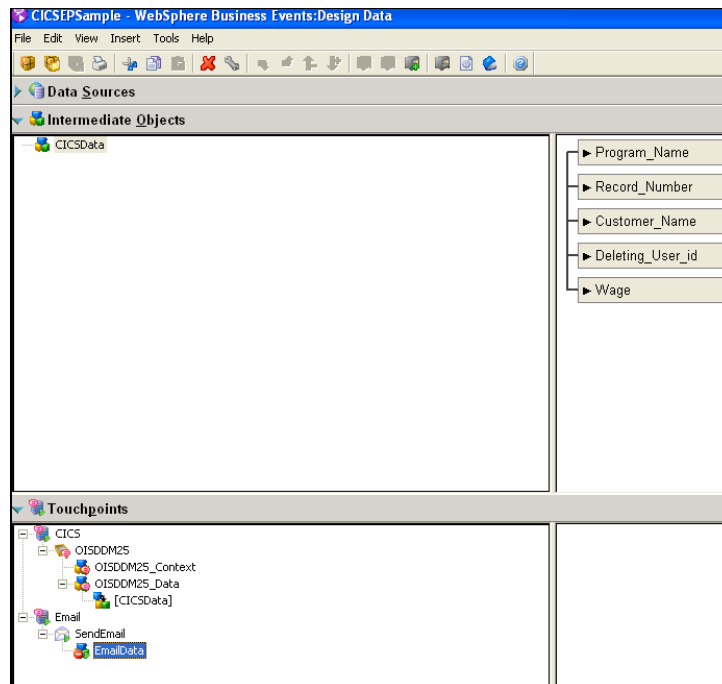 CICSEPSample - WebSphere Business Events:Design Data
File Edit View Insert Tools Help
Data Sources
Intermediate Objects
CICSData
Program_Name
Record_Number
Customer_Name
Deleting_User_id
Wage
Touchpoints
CICS
OISDDM25
OISDDM25_Context
OISDDM25_Data
[CICSData]
Email
SendEmail
EmailData